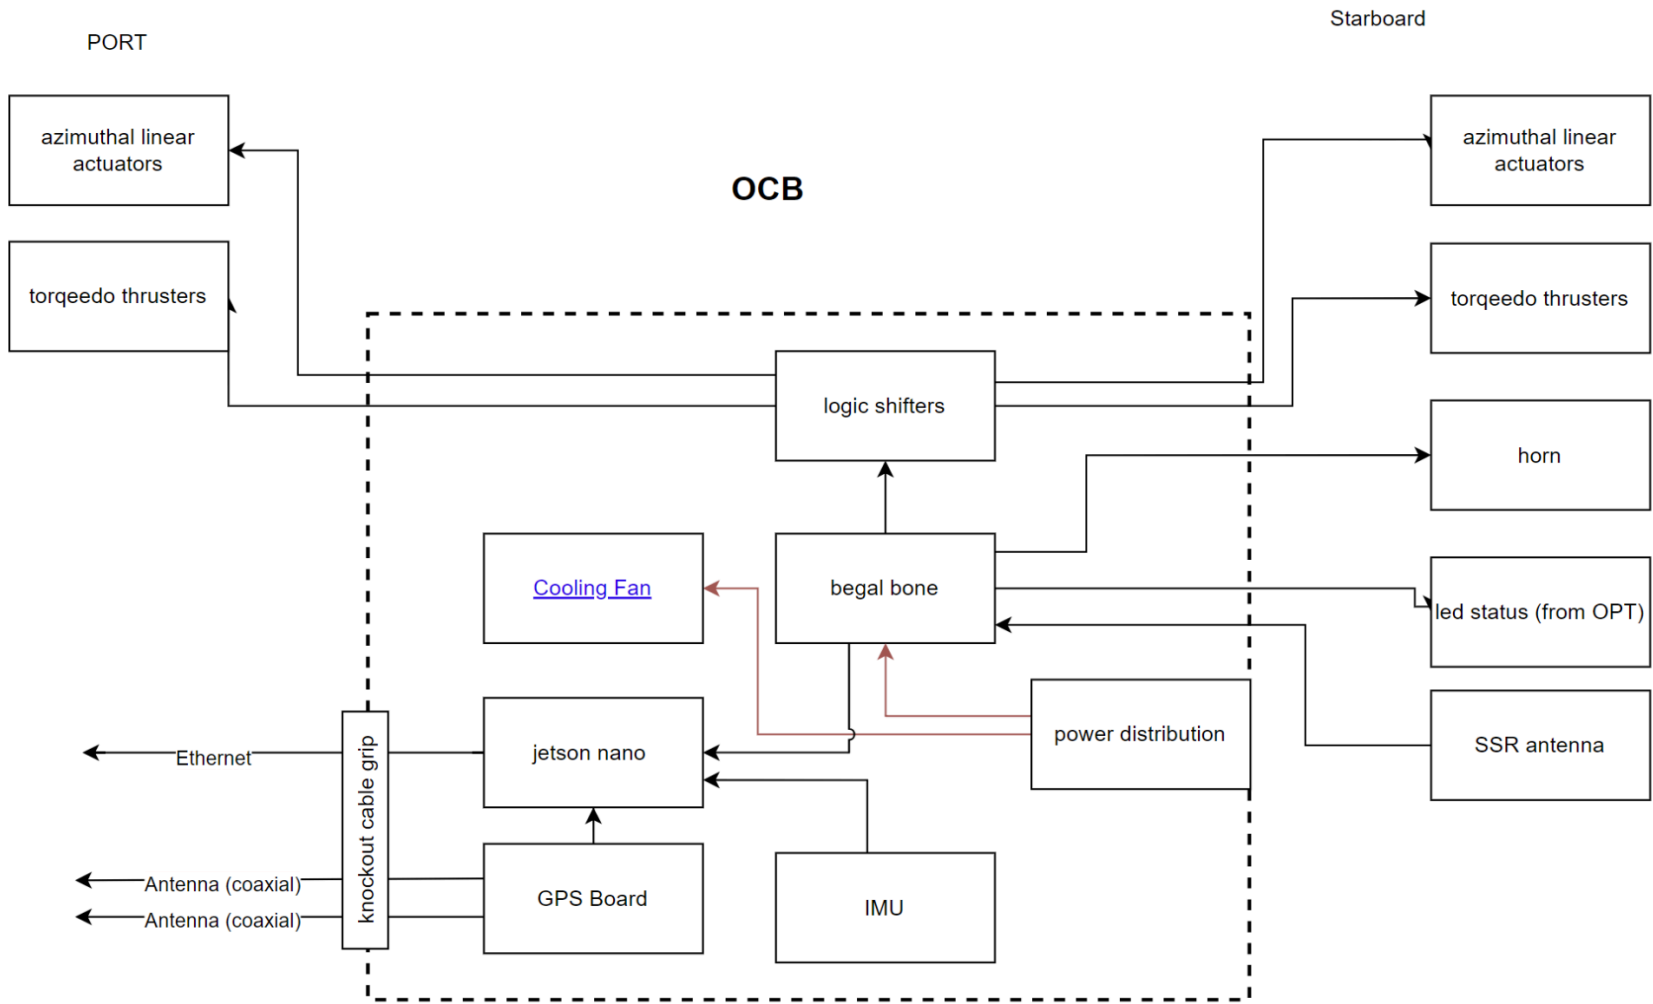 Starboard
PORT
azimuthal linear
actuators
azimuthal linear
actuators
OCB
torqeedo thrusters
torqeedo thrusters
logic shifters
horn
Cooling Fan
begal bone
led status (from OPT)
power distribution
SSR antenna
Ethernet
knockout cable grip
jetson nano
Antenna (coaxial)
Antenna (coaxial)
GPS Board
IMU